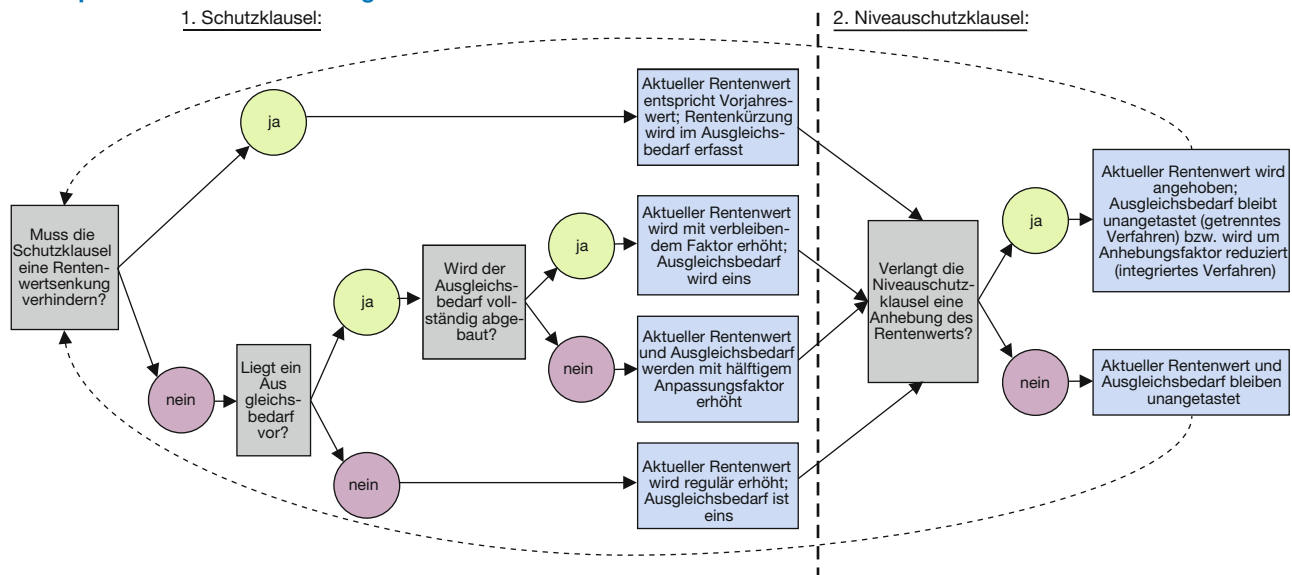 1. Schutzklausel:
2. Niveauschutzklausel:
Muss die
Schutzklausel
eine Renten-
wertsenkung
verhindern?
ja
Aktueller Rentenwert
entspricht Vorjahres-
wert; Rentenkürzung
wird im Ausgleichs-
bedarf erfasst
nein
Liegt ein
Aus
gleichs-
bedarf
vor?
ja
Wird der
Ausgleichs-
bedarf voll-
ständig abge-
baut?
ja
Aktueller Rentenwert
wird mit verbleiben-
dem Faktor erhöht;
Ausgleichsbedarf
wird eins
nein
Aktueller Rentenwert
und Ausgleichsbedarf
werden mit hälftigem
Anpassungsfaktor
erhöht
nein
Aktueller Rentenwert
wird regulär erhöht;
Ausgleichsbedarf ist
eins
Verlangt die
Niveauschutz-
klausel eine
Anhebung des
Rentenwerts?
ja
Aktueller Rentenwert wird
angehoben;
Ausgleichsbedarf bleibt
unangetastet (getrenntes
Verfahren) bzw. wird um
Anhebungsfaktor reduziert
(integriertes Verfahren)
nein
Aktueller Rentenwert und
Ausgleichsbedarf bleiben
unangetastet